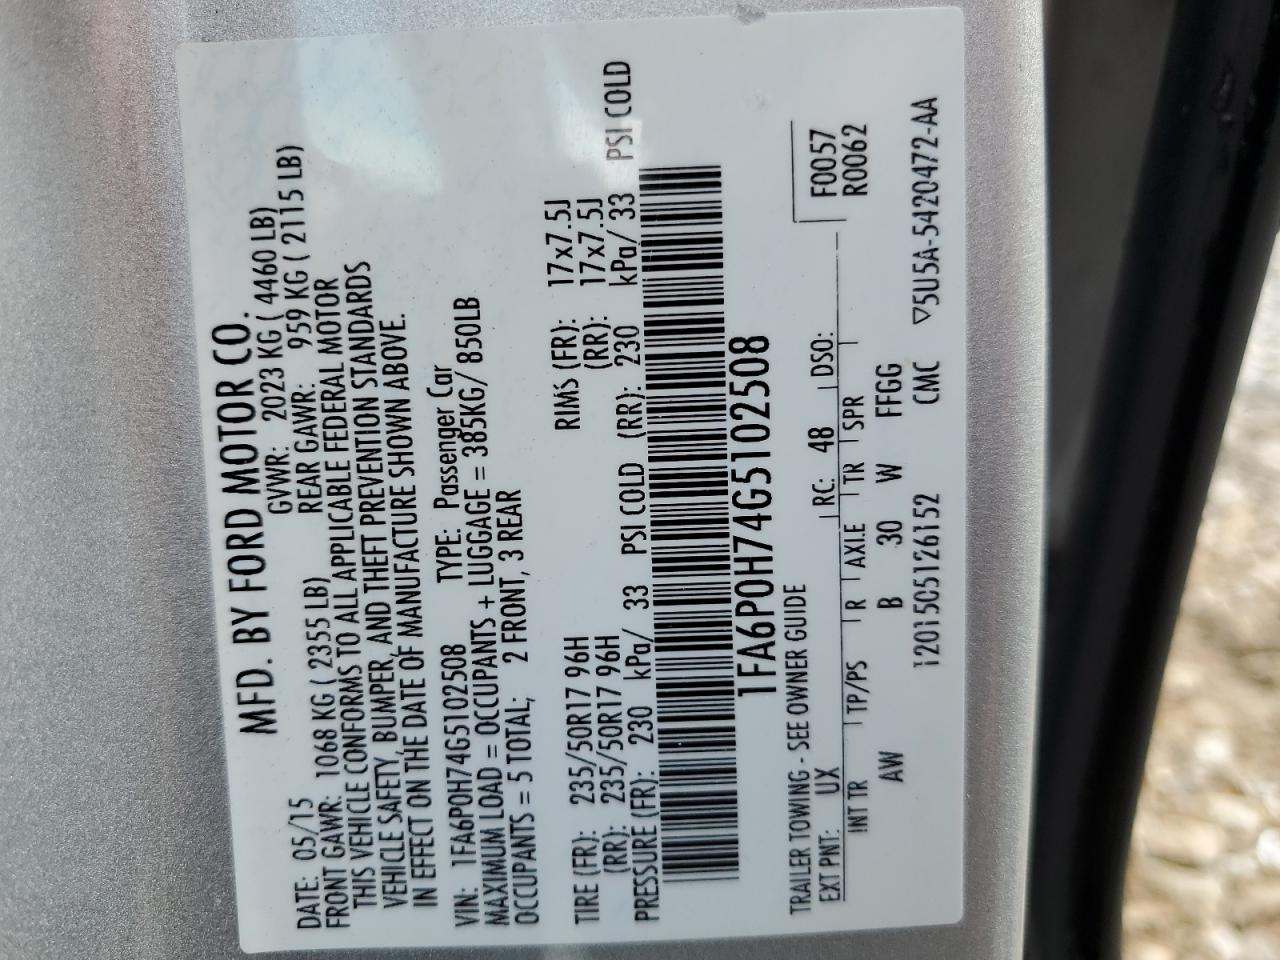 MFD. BY FORD MOTOR CO.
DATE: 05/15 GVWR: 2023 KG ( 4460 LB)
FRONT GAWR: 1068 KG ( 2355 LB) REAR GAWR: 959 KG ( 2115 LB)
THIS VEHICLE CONFORMS TO ALL APPLICABLE FEDERAL MOTOR
VEHICLE SAFETY, BUMPER, AND THEFT PREVENTION STANDARDS
IN EFFECT ON THE DATE OF MANUFACTURE SHOWN ABOVE.
VIN: 1FA6P0H74G5102508 TYPE: Passenger Car
MAXIMUM LOAD = OCCUPANTS + LUGGAGE = 385KG/ 850LB
OCCUPANTS = 5 TOTAL; 2 FRONT, 3 REAR
TIRE (FR): 235/50R17 96H RIMS (FR): 17x7.5J
(RR): 235/50R17 96H (RR): 17x7.5J
PRESSURE (FR): 230 kPa/ 33 PSI COLD (RR): 230 kPa/ 33 PSI COLD
1FA6P0H74G5102508
TRAILER TOWING - SEE OWNER GUIDE F0057
EXT PNT: UX RC: 48 DSO: R0062
INT TR TP/PS R AXLE TR SPR
AW B 30 W FFGG
1201505126152 CMC ▽5U5A-5420472-AA